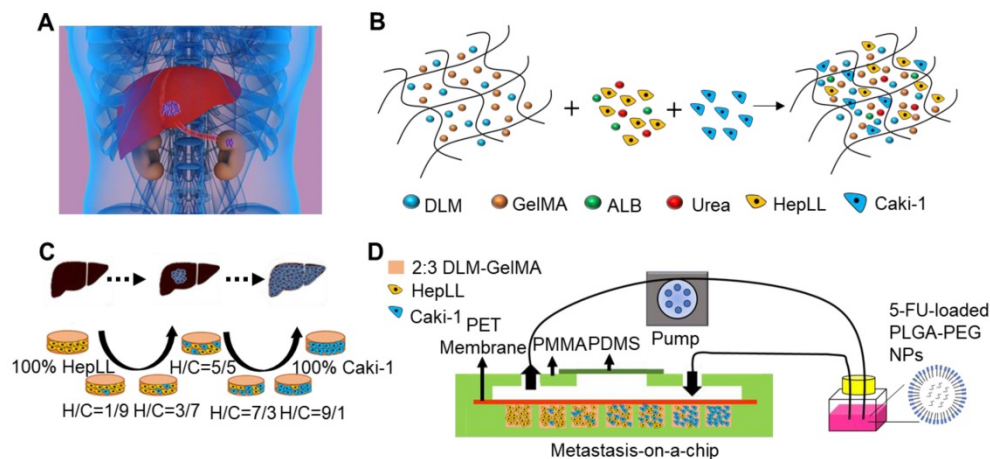 A
B
DLM GelMA ALB Urea HepLL Caki-1
C
100% HepLL H/C=5/5 100% Caki-1
H/C=1/9 H/C=3/7 H/C=7/3 H/C=9/1
D
2:3 DLM-GelMA
HepLL
Caki-1
PET
Membrane
PMMA
PDMS
Pump
5-FU-loaded
PLGA-PEG
NPs
Metastasis-on-a-chip